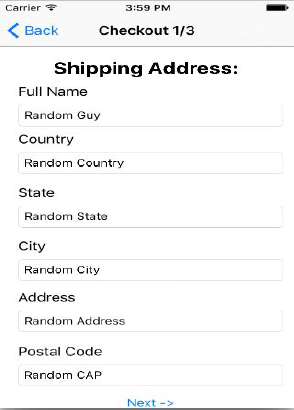 Carrier 3:59 PM
Back Checkout 1/3
Shipping Address:
Full Name
Random Guy
Country
Random Country
State
Random State
City
Random City
Address
Random Address
Postal Code
Random CAP
Next ->